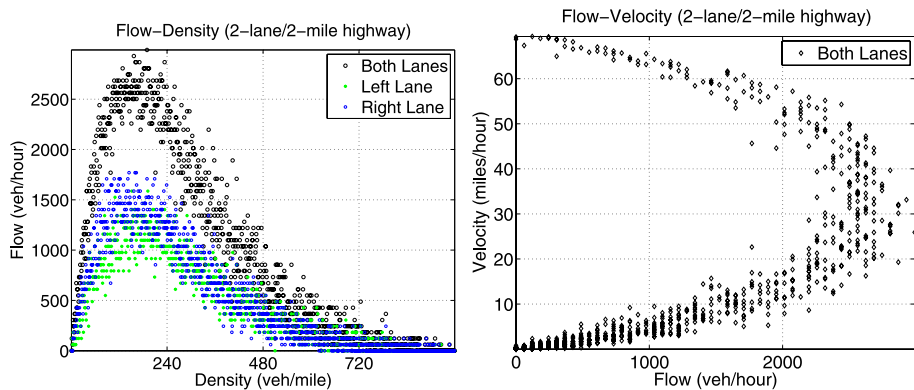 Flow–Density (2–lane/2–mile highway)
Both Lanes
Left Lane
Right Lane
2500
2000
1500
1000
500
0
240
480
720
Flow (veh/hour)
Density (veh/mile)
Flow–Velocity (2–lane/2–mile highway)
Both Lanes
60
50
40
30
20
10
0
0
1000
2000
Velocity (miles/hour)
Flow (veh/hour)